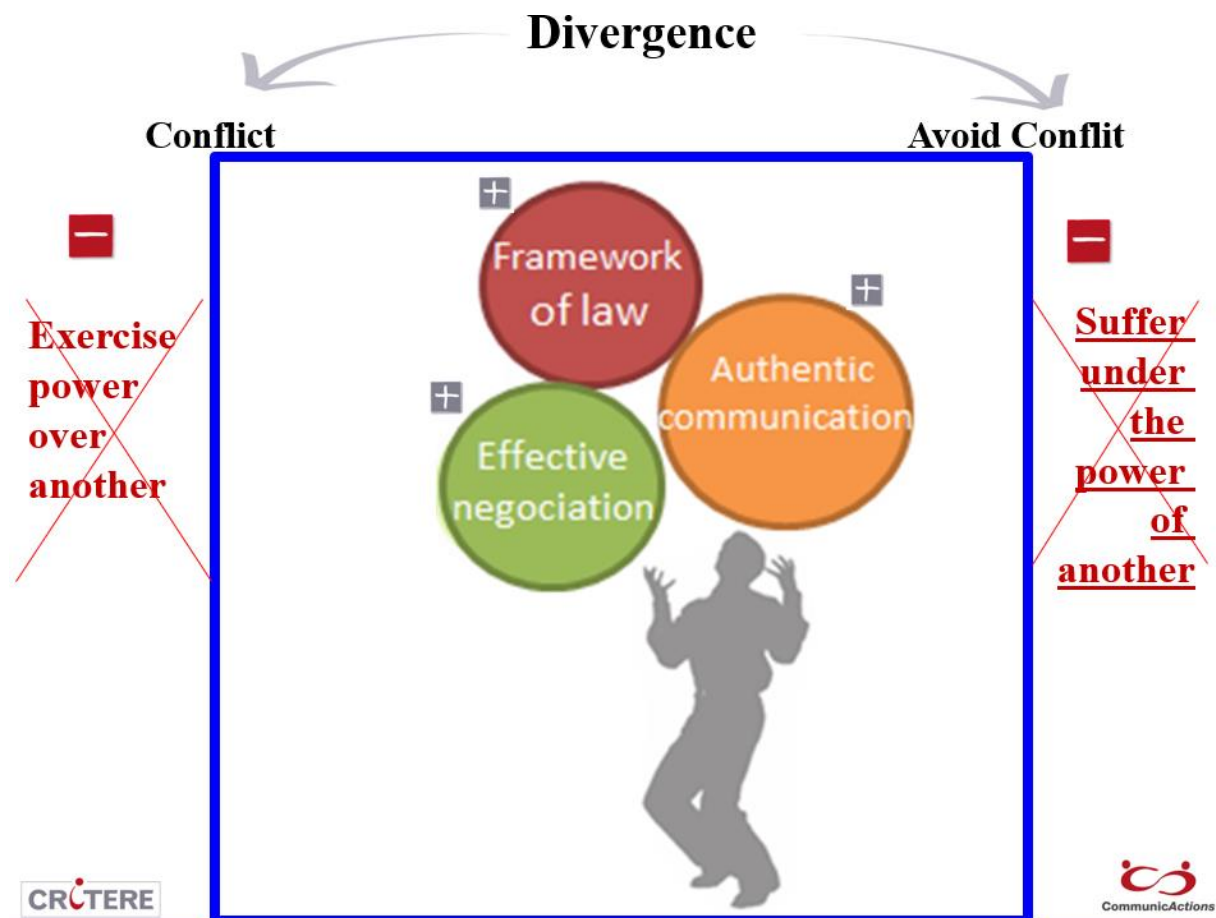 Divergence
Conflict
Avoid Conflit
Framework
of law
Authentic
communication
Effective
negociation
Exercise
power
over
another
Suffer
under
the
power
of
another
CRITERE
CommunicActions